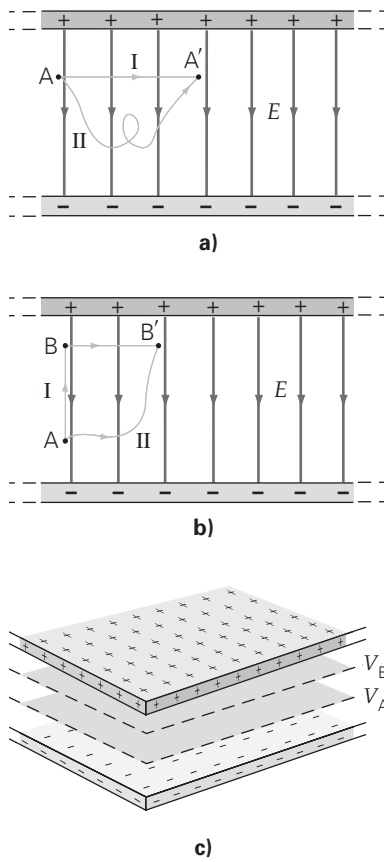 + + + + + + +
A I A′
II E
− − − − − − −
a)
+ + + + + + +
B B′
I E
A II
− − − − − − −
b)
V_B
V_A
c)